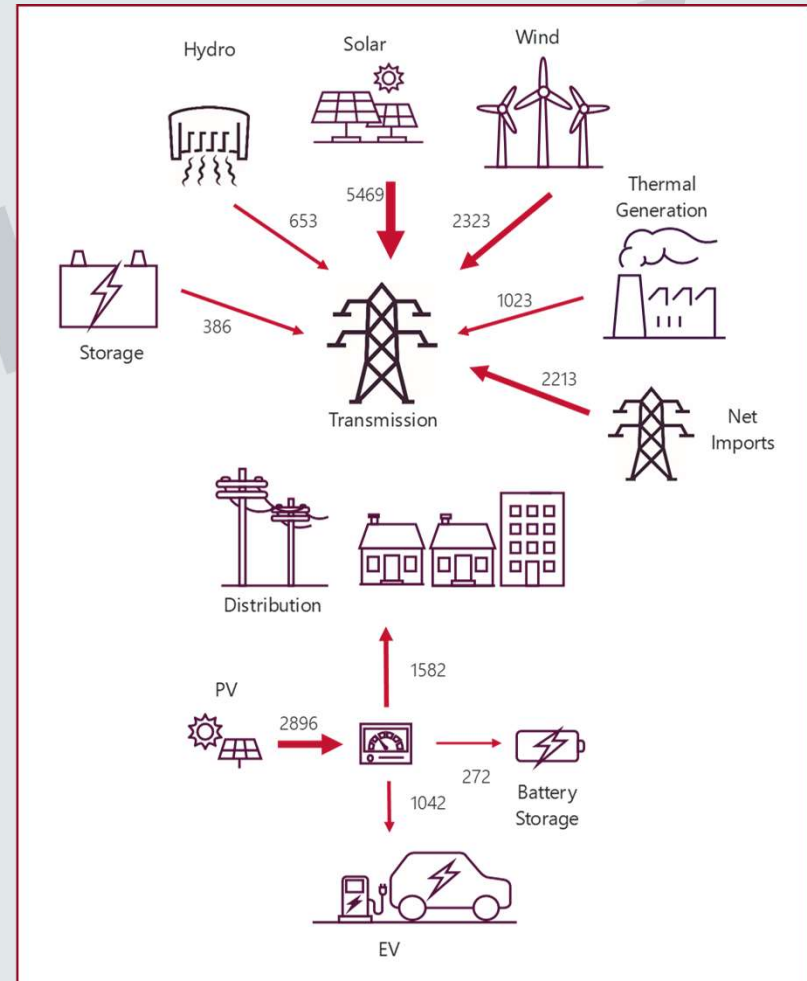 Hydro
Solar
Wind
653
5469
2323
Thermal
Generation
Storage
386
1023
2213
Transmission
Net
Imports
Distribution
1582
PV
2896
272
Battery
Storage
1042
EV